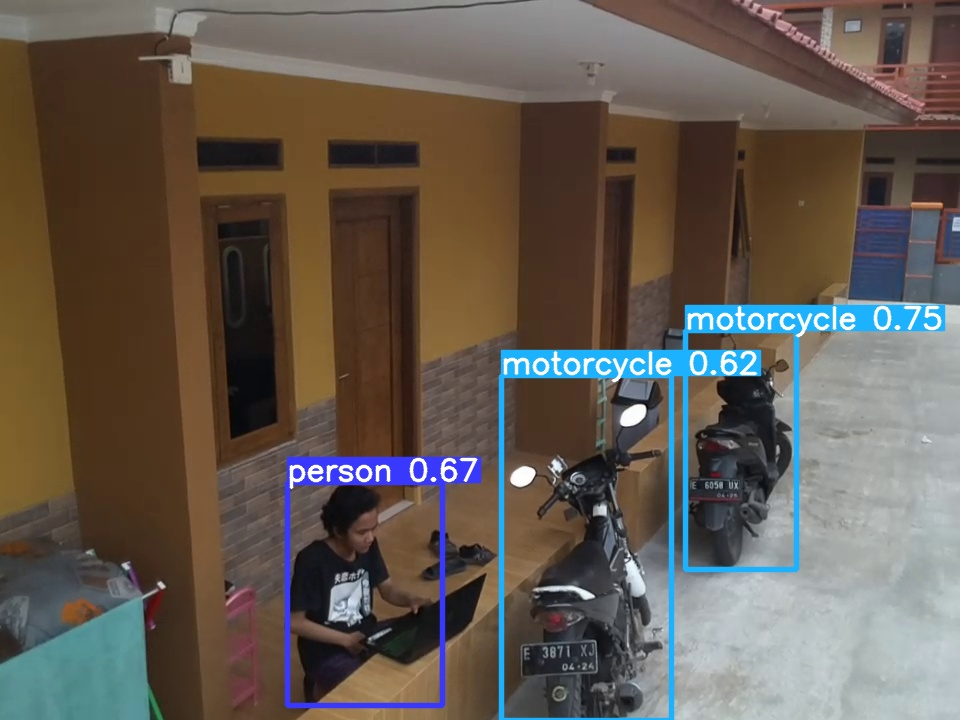 motorcycle 0.75
motorcycle 0.62
person 0.67
E 6058 UX
04-25
E 3871 XJ
04-24